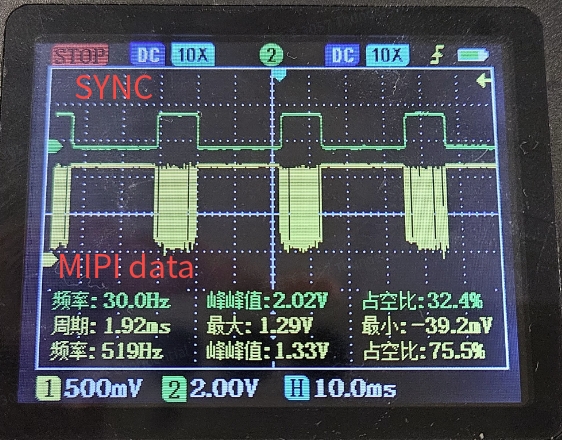 STOP DC 10X 2 DC 10X
SYNC
MIPI data
频率:30.0Hz 峰峰值:2.02V 占空比:32.4%
周期:1.92ms 最大:1.29V 最小:-39.2mV
频率:519Hz 峰峰值:1.33V 占空比:75.5%
1 500mV 2 2.00V H 10.0ms